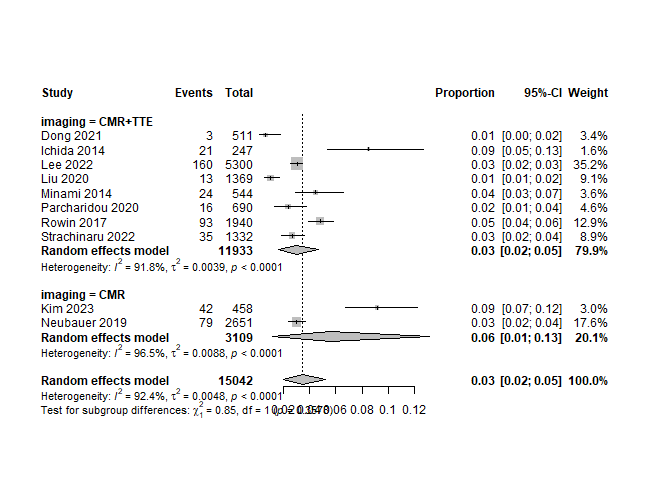 Study Events Total Proportion 95%-CI Weight
imaging = CMR+TTE
Dong 2021 3 511 0.01 [0.00; 0.02] 3.4%
Ichida 2014 21 247 0.09 [0.05; 0.13] 1.6%
Lee 2022 160 5300 0.03 [0.02; 0.03] 35.2%
Liu 2020 13 1369 0.01 [0.01; 0.02] 9.1%
Minami 2014 24 544 0.04 [0.03; 0.07] 3.6%
Parcharidou 2020 16 690 0.02 [0.01; 0.04] 4.6%
Rowin 2017 93 1940 0.05 [0.04; 0.06] 12.9%
Strachinaru 2022 35 1332 0.03 [0.02; 0.04] 8.9%
Random effects model 11933 0.03 [0.02; 0.05] 79.9%
Heterogeneity: I² = 91.8%, τ² = 0.0039, p < 0.0001
imaging = CMR
Kim 2023 42 458 0.09 [0.07; 0.12] 3.0%
Neubauer 2019 79 2651 0.03 [0.02; 0.04] 17.6%
Random effects model 3109 0.06 [0.01; 0.13] 20.1%
Heterogeneity: I² = 96.5%, τ² = 0.0088, p < 0.0001
Random effects model 15042 0.03 [0.02; 0.05] 100.0%
Heterogeneity: I² = 92.4%, τ² = 0.0048, p < 0.0001
Test for subgroup differences: χ²₁ = 0.85, df = 1 (p 0.06 0.08 0.1 0.12